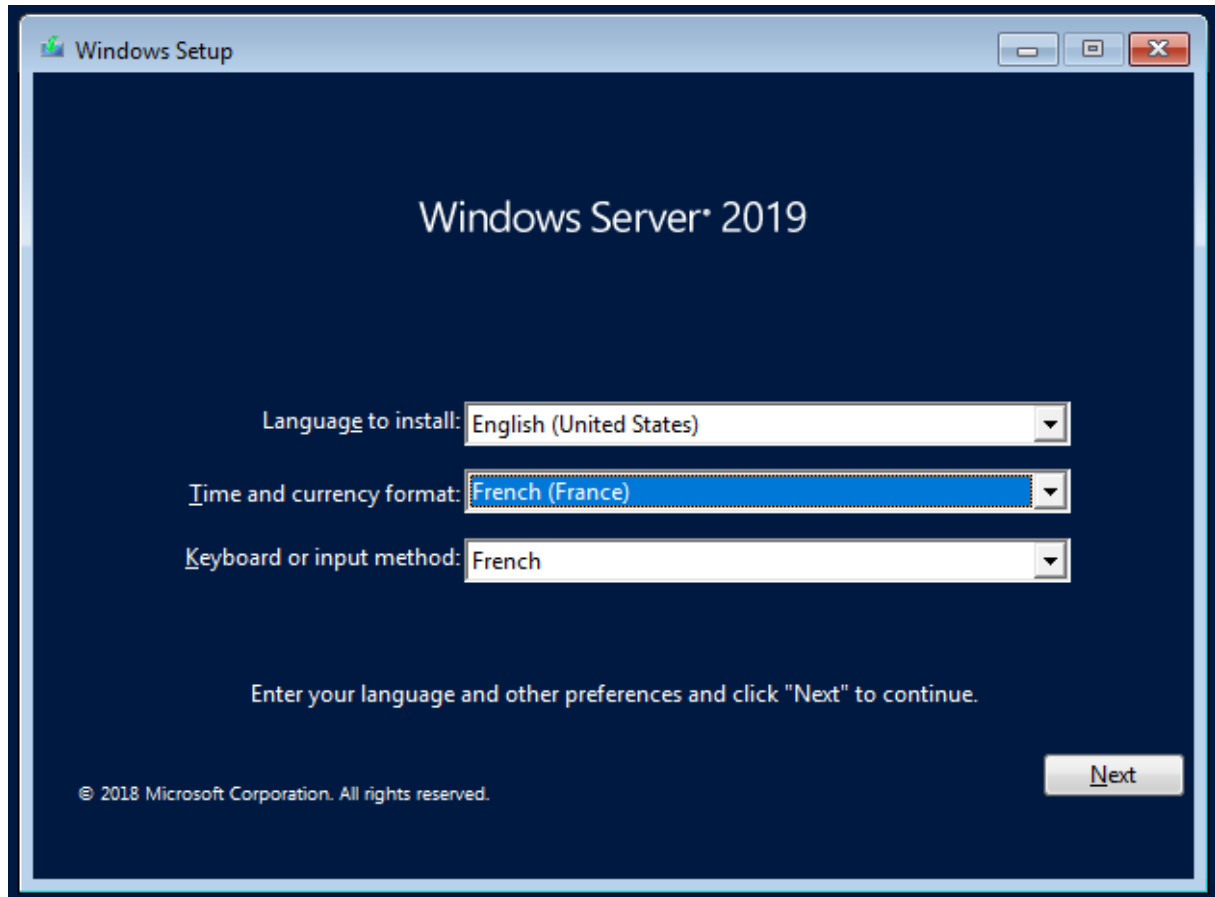 Windows Setup
Windows Server® 2019
Language to install: English (United States)
Time and currency format: French (France)
Keyboard or input method: French
Enter your language and other preferences and click "Next" to continue.
Next
© 2018 Microsoft Corporation. All rights reserved.